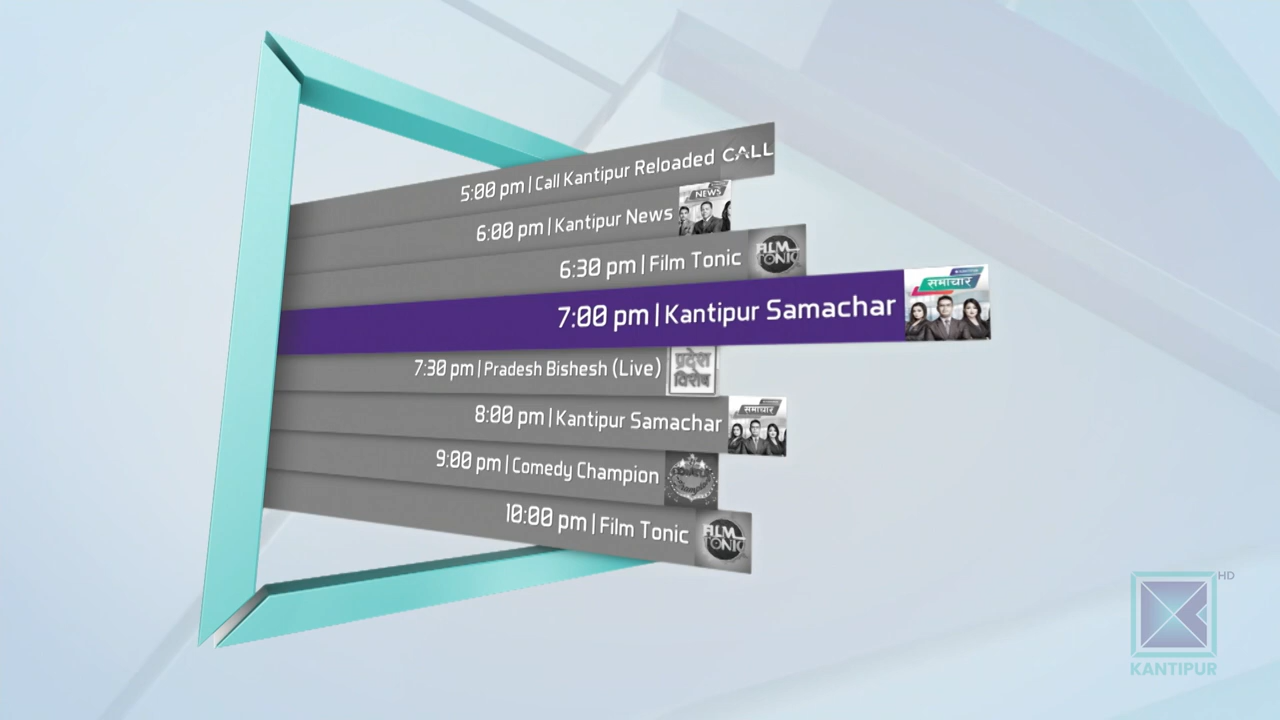 5:00 pm | Call Kantipur Reloaded CALL
6:00 pm | Kantipur News NEWS
6:30 pm | Film Tonic FILM TONIC
7:00 pm | Kantipur Samachar समाचार
7:30 pm | Pradesh Bishesh (Live) प्रदेश विशेष
8:00 pm | Kantipur Samachar समाचार
9:00 pm | Comedy Champion
10:00 pm | Film Tonic FILM TONIC
HD
KANTIPUR